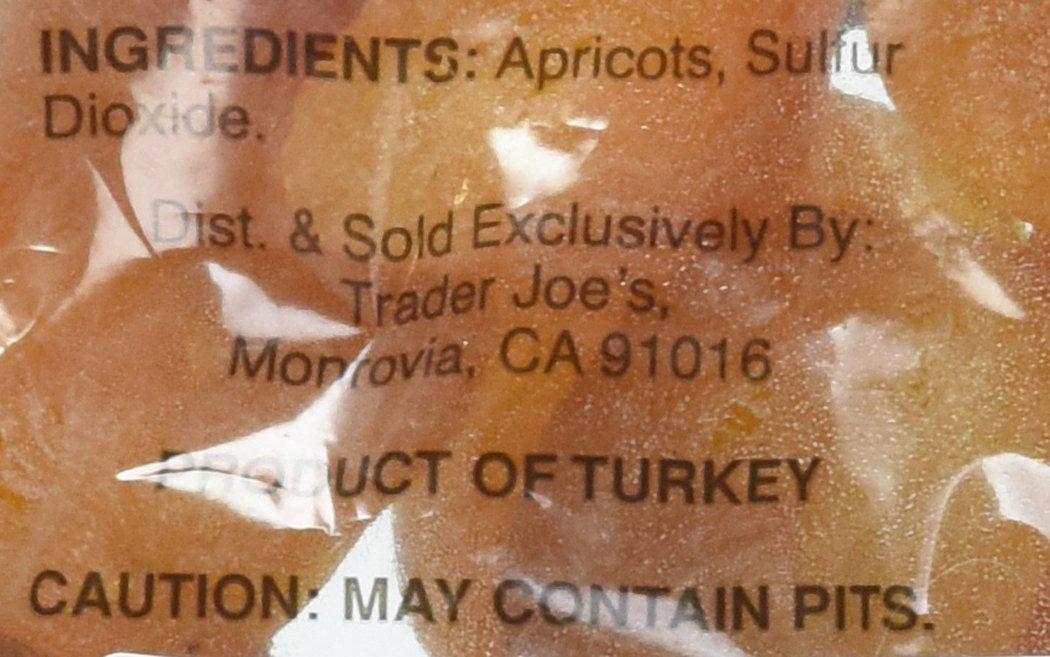 INGREDIENTS: Apricots, Sulfur
Dioxide.
Dist. & Sold Exclusively By:
Trader Joe's,
Monrovia, CA 91016
PRODUCT OF TURKEY
CAUTION: MAY CONTAIN PITS.